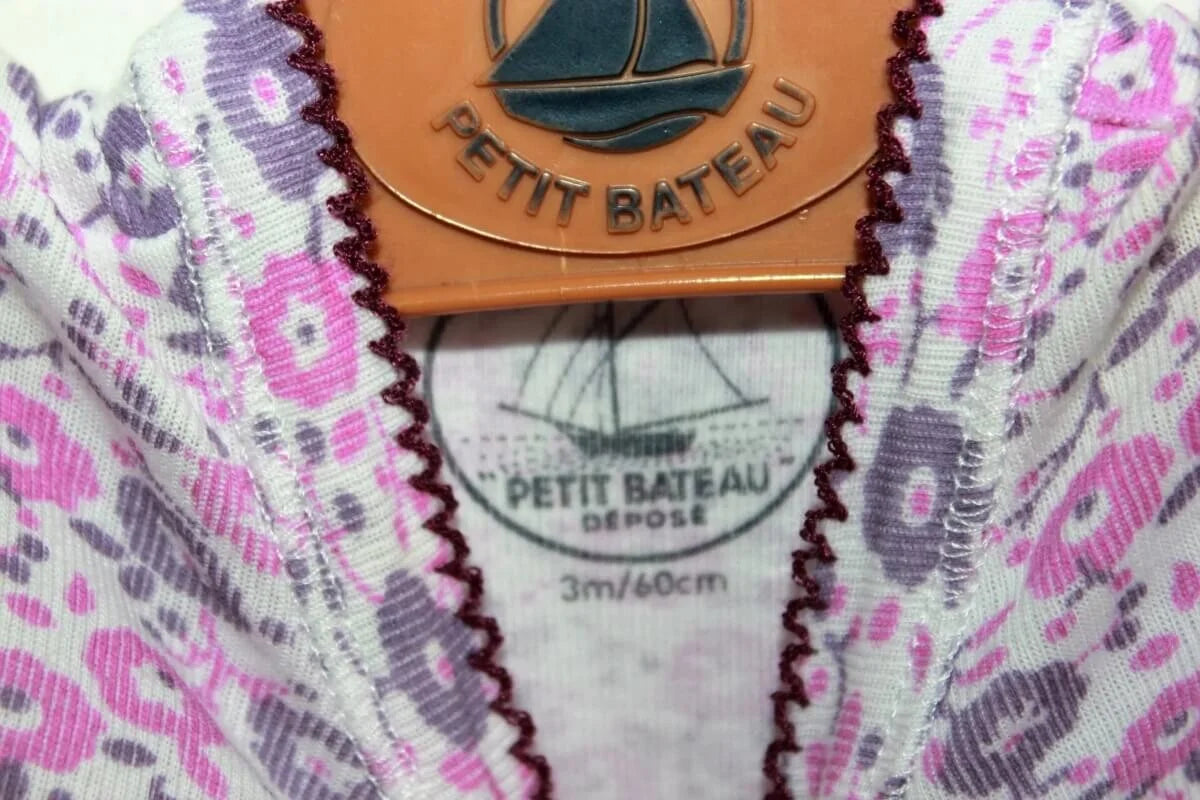 PETIT BATEAU
"PETIT BATEAU"
DÉPOSÉ
3m/60cm